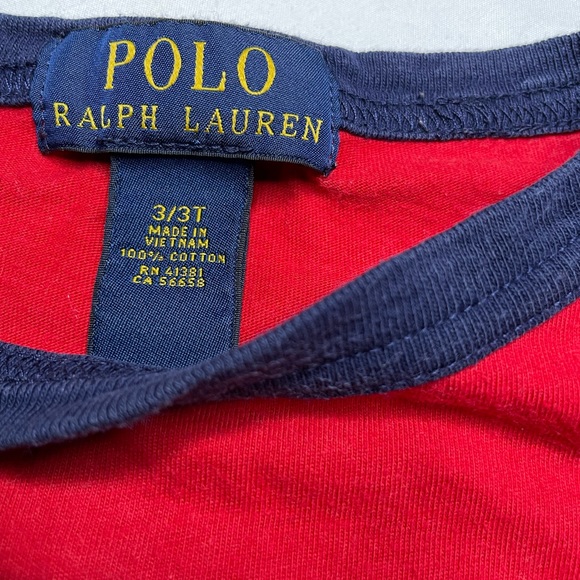 POLO
RALPH LAUREN
3/3T
MADE IN
VIETNAM
100% COTTON
RN 41381
CA 56658